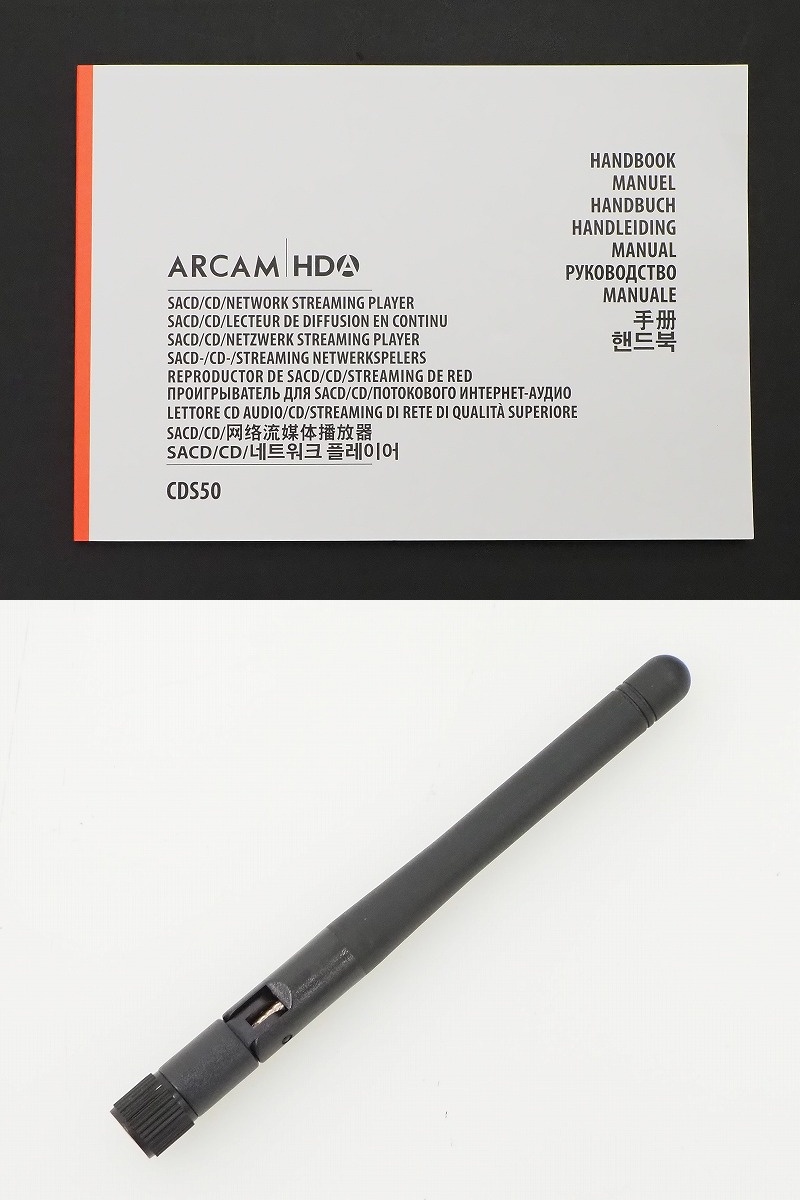 HANDBOOK
MANUEL
HANDBUCH
HANDLEIDING
MANUAL
РУКОВОДСТВО
MANUALE
手册
핸드북
ARCAM HDA
SACD/CD/NETWORK STREAMING PLAYER
SACD/CD/LECTEUR DE DIFFUSION EN CONTINU
SACD/CD/NETZWERK STREAMING PLAYER
SACD-/CD-/STREAMING NETWERKSPELERS
REPRODUCTOR DE SACD/CD/STREAMING DE RED
ПРОИГРЫВАТЕЛЬ ДЛЯ SACD/CD/ПОТОКОВОГО ИНТЕРНЕТ-АУДИО
LETTORE CD AUDIO/CD/STREAMING DI RETE DI QUALITÀ SUPERIORE
SACD/CD/网络流媒体播放器
SACD/CD/네트워크 플레이어
CDS50